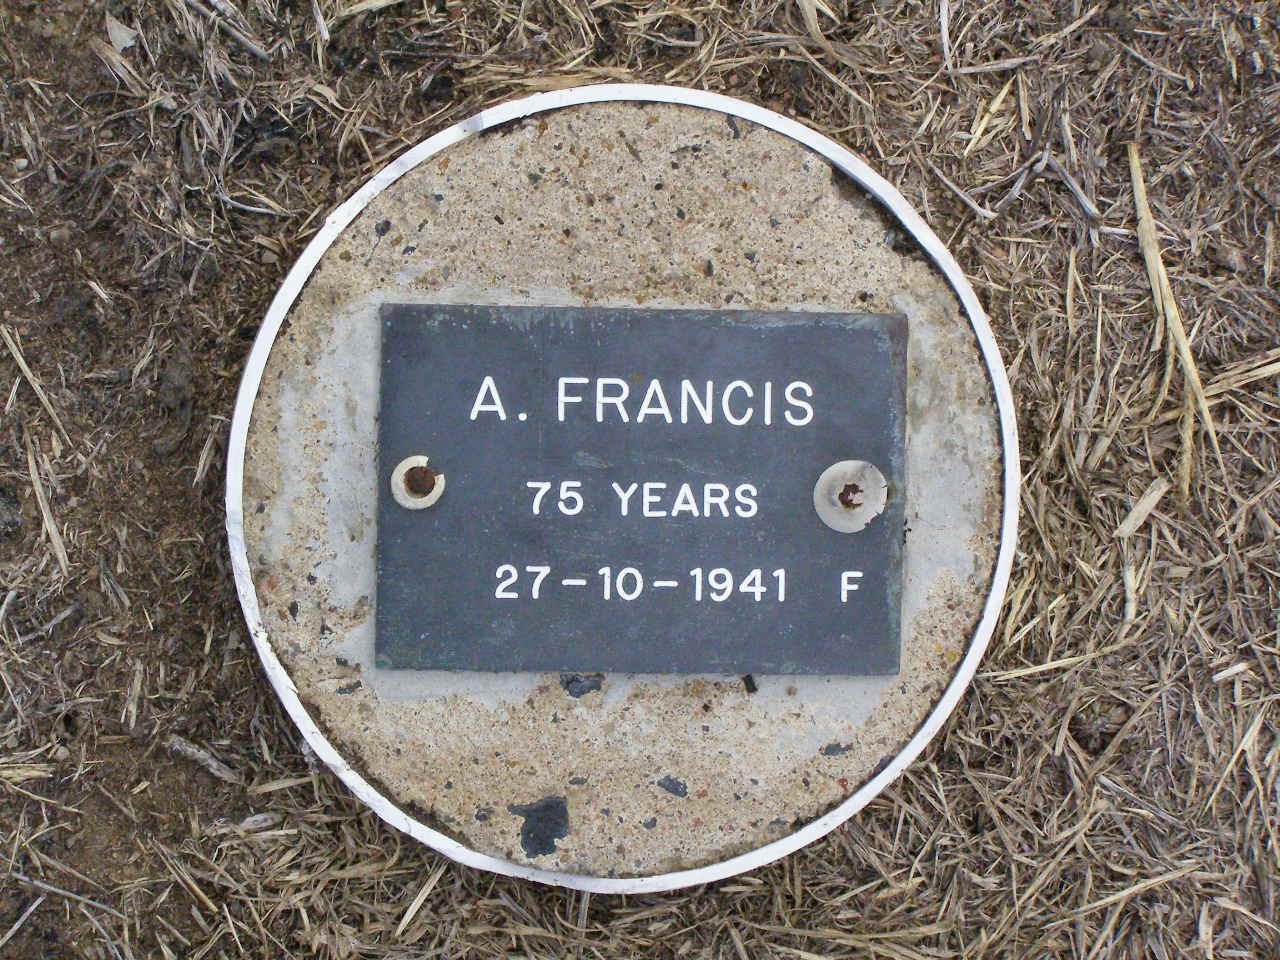 A. FRANCIS
75 YEARS
27-10-1941 F